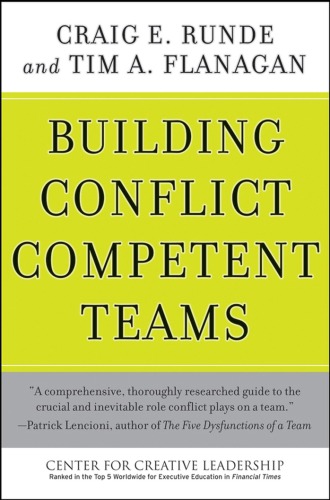 CRAIG E. RUNDE
and TIM A. FLANAGAN
BUILDING
CONFLICT
COMPETENT
TEAMS
"A comprehensive, thoroughly researched guide to the
crucial and inevitable role conflict plays on a team."
—Patrick Lencioni, author of The Five Dysfunctions of a Team
CENTER FOR CREATIVE LEADERSHIP
Ranked in the Top 5 Worldwide for Executive Education in Financial Times